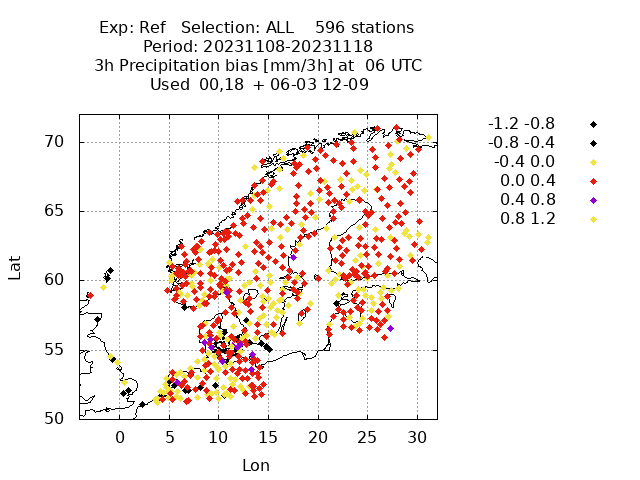 Exp: Ref   Selection: ALL    596 stations
Period: 20231108-20231118
3h Precipitation bias [mm/3h] at  06 UTC
Used 00,18  + 06-03 12-09
-1.2 -0.8
-0.8 -0.4
-0.4 0.0
0.0 0.4
0.4 0.8
0.8 1.2
70
65
60
55
50
Lat
0 5 10 15 20 25 30
Lon